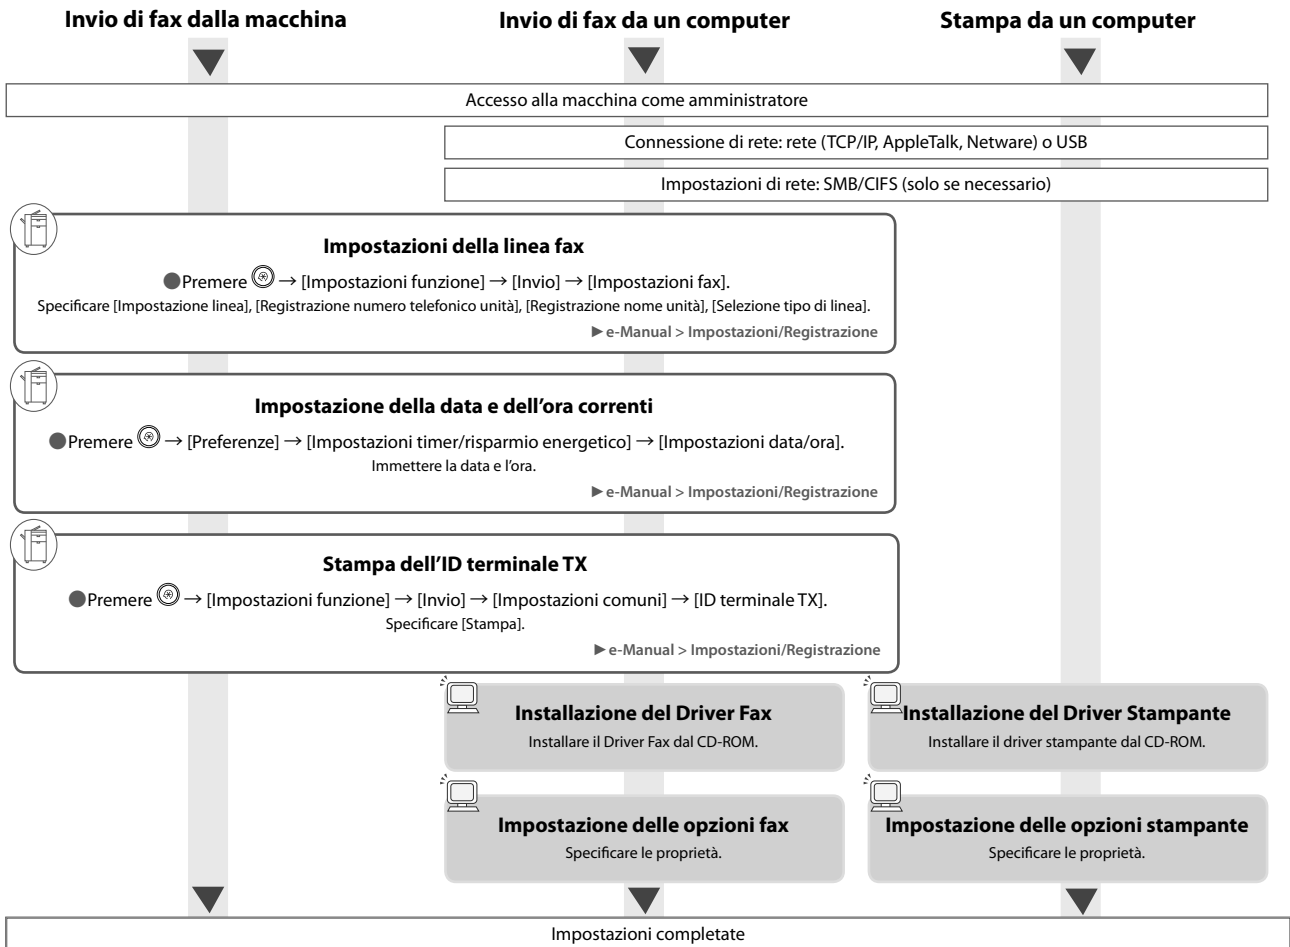 Invio di fax dalla macchina
Invio di fax da un computer
Stampa da un computer
Accesso alla macchina come amministratore
Connessione di rete: rete (TCP/IP, AppleTalk, Netware) o USB
Impostazioni di rete: SMB/CIFS (solo se necessario)
Impostazioni della linea fax
●Premere → [Impostazioni funzione] → [Invio] → [Impostazioni fax].
Specificare [Impostazione linea], [Registrazione numero telefonico unità], [Registrazione nome unità], [Selezione tipo di linea].
►e-Manual > Impostazioni/Registrazione
Impostazione della data e dell'ora correnti
●Premere → [Preferenze] → [Impostazioni timer/risparmio energetico] → [Impostazioni data/ora].
Immettere la data e l'ora.
►e-Manual > Impostazioni/Registrazione
Stampa dell'ID terminale TX
●Premere → [Impostazioni funzione] → [Invio] → [Impostazioni comuni] → [ID terminale TX].
Specificare [Stampa].
►e-Manual > Impostazioni/Registrazione
Installazione del Driver Fax
Installare il Driver Fax dal CD-ROM.
Installazione del Driver Stampante
Installare il driver stampante dal CD-ROM.
Impostazione delle opzioni fax
Specificare le proprietà.
Impostazione delle opzioni stampante
Specificare le proprietà.
Impostazioni completate